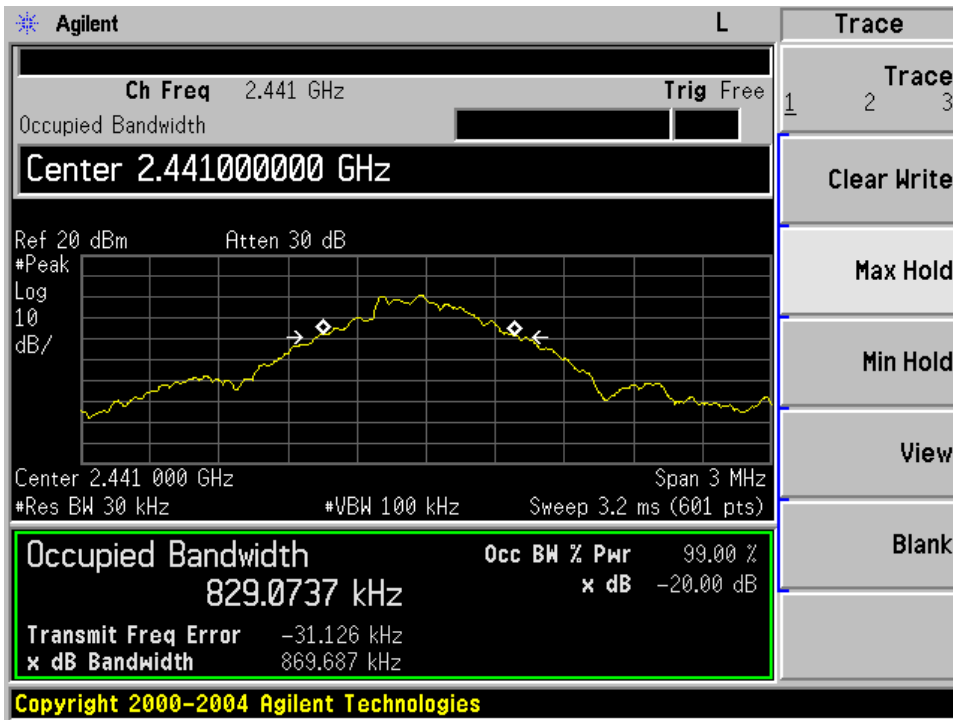 Agilent L Trace
Ch Freq 2.441 GHz Trig Free
Occupied Bandwidth
Trace
1 2 3
Center 2.441000000 GHz
Clear Write
Ref 20 dBm Atten 30 dB
#Peak
Log
10
dB/
Max Hold
Min Hold
View
Center 2.441 000 GHz Span 3 MHz
#Res BW 30 kHz #VBW 100 kHz Sweep 3.2 ms (601 pts)
Blank
Occupied Bandwidth Occ BW % Pwr 99.00 %
829.0737 kHz x dB -20.00 dB
Transmit Freq Error -31.126 kHz
x dB Bandwidth 869.687 kHz
Copyright 2000-2004 Agilent Technologies